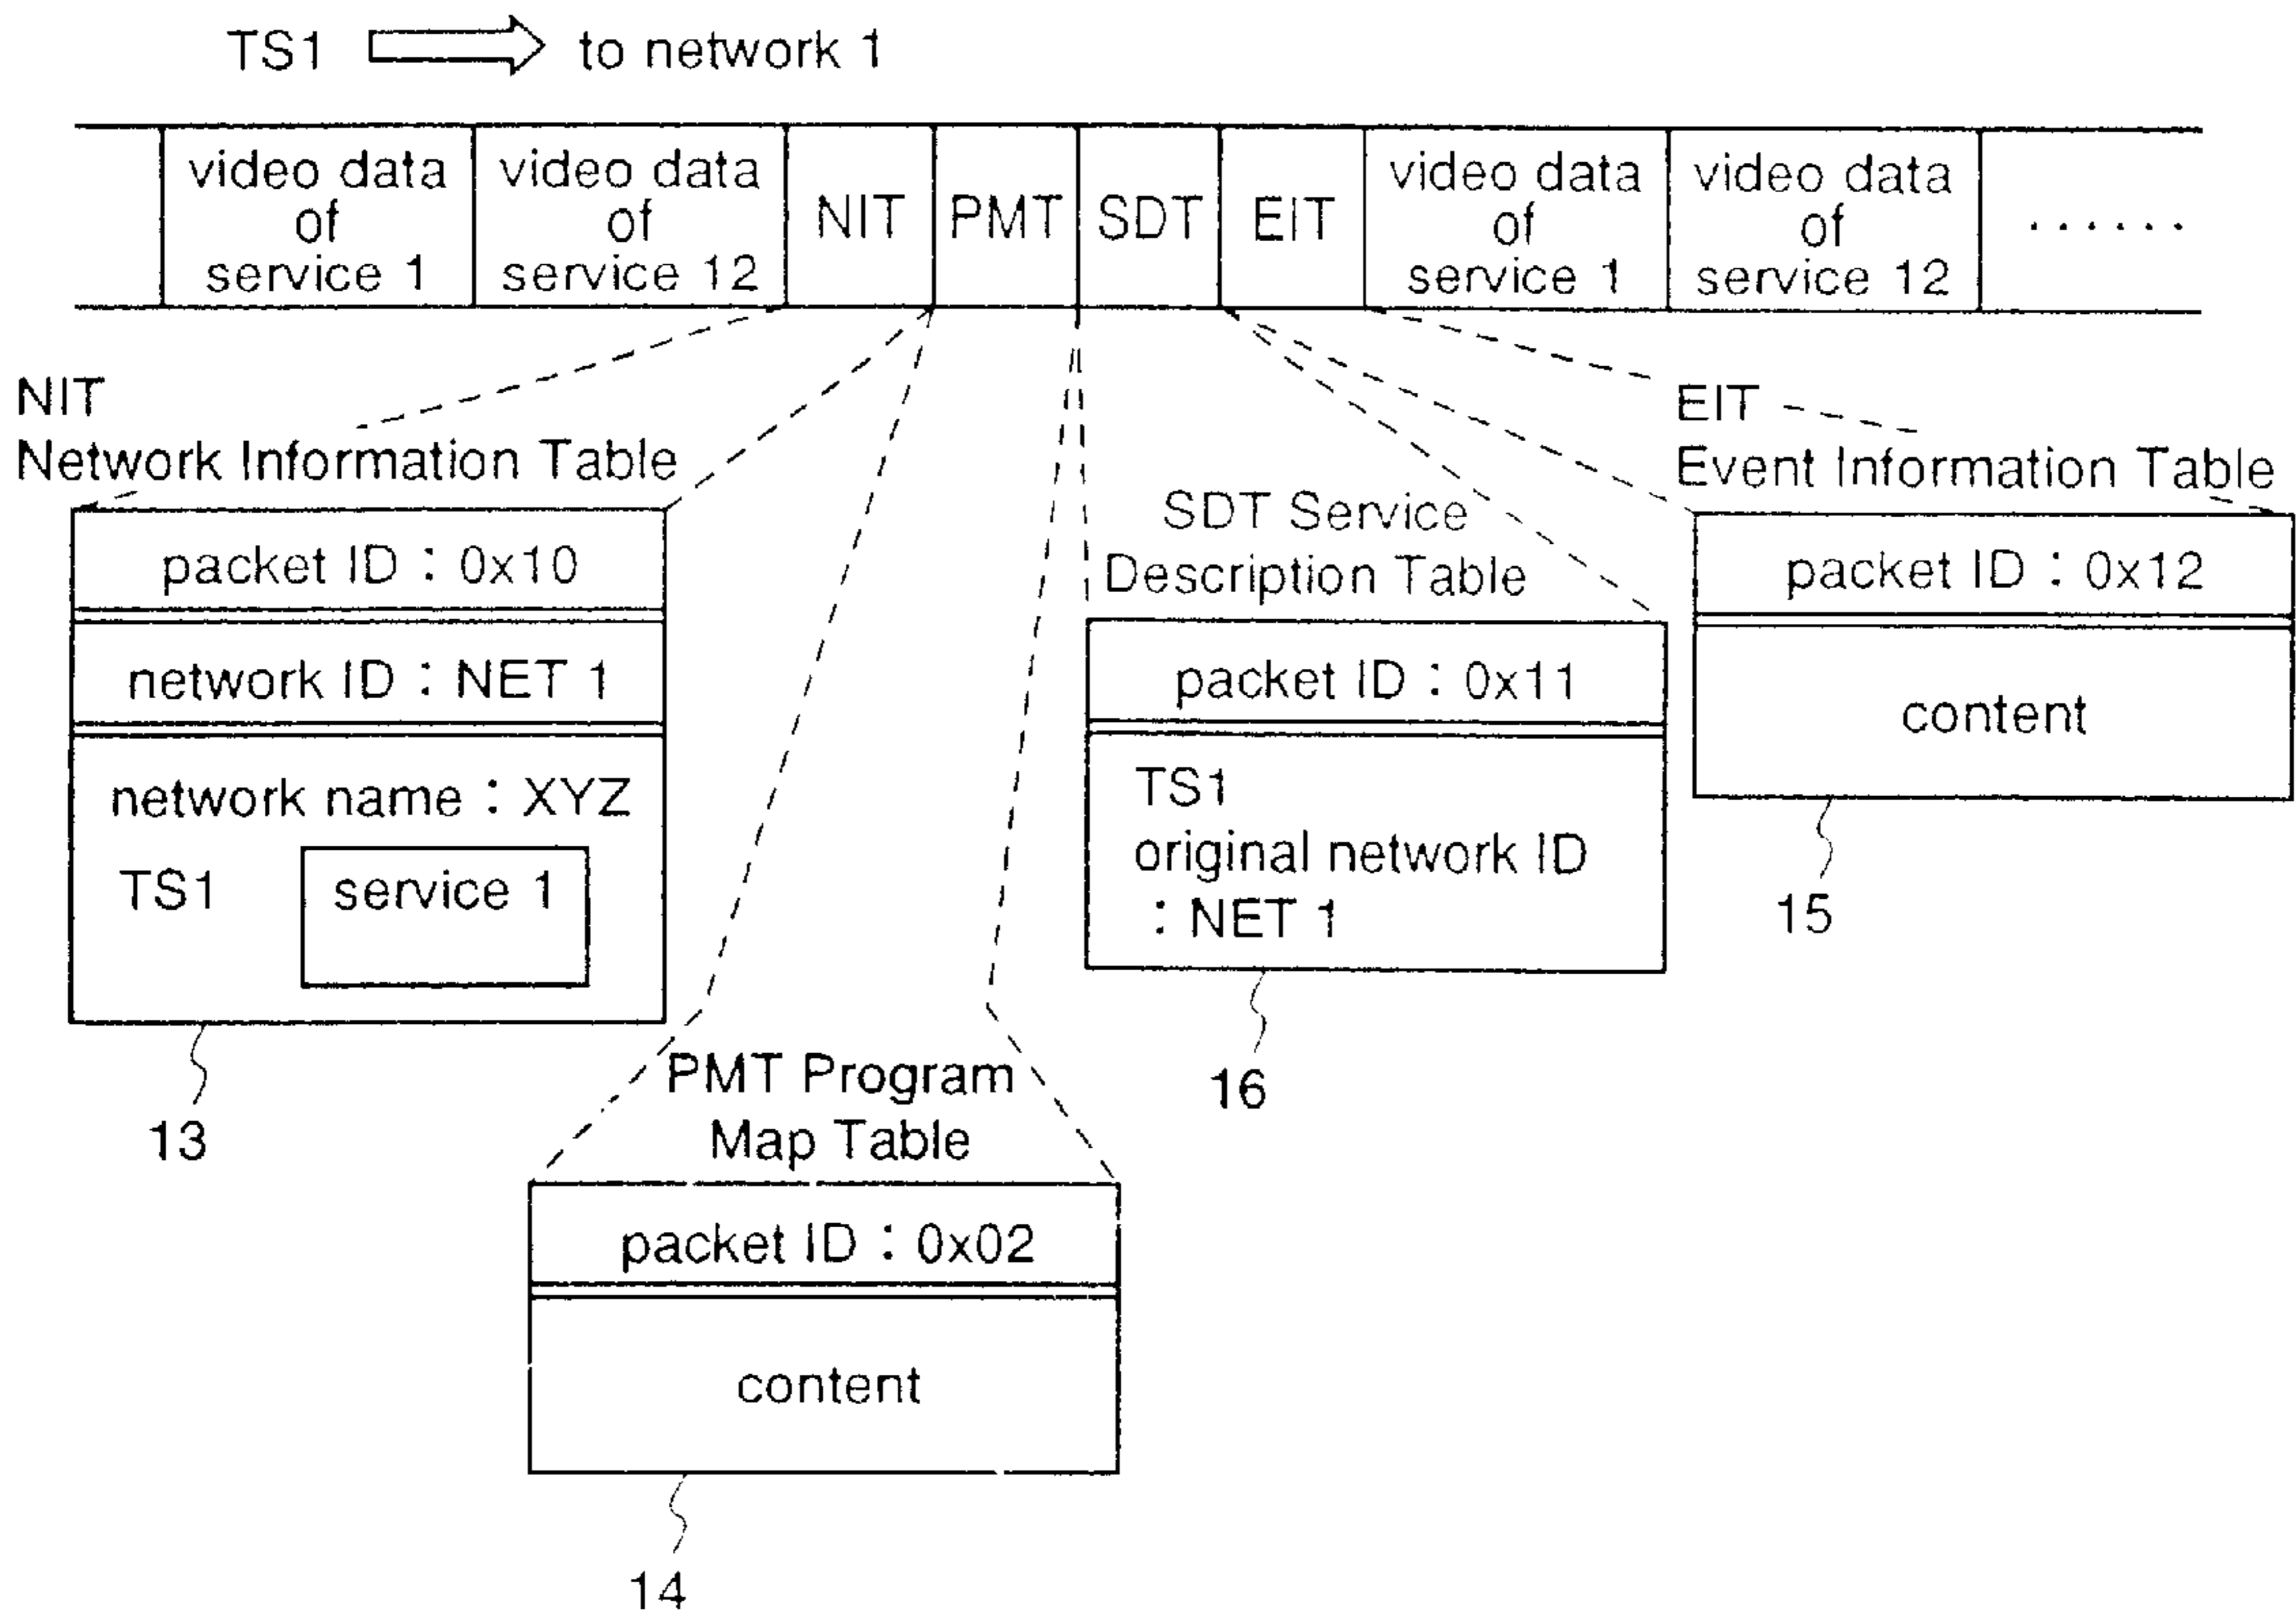 TS1 to network 1
video data
of
service 1
video data
of
service 12
NIT
PMT
SDT
EIT
video data
of
service 1
video data
of
service 12
......
NIT
Network Information Table
packet ID : 0x10
network ID : NET 1
network name : XYZ
TS1
service 1
13
PMT Program
Map Table
packet ID : 0x02
content
14
SDT Service
Description Table
packet ID : 0x11
TS1
original network ID
: NET 1
16
EIT
Event Information Table
packet ID : 0x12
content
15